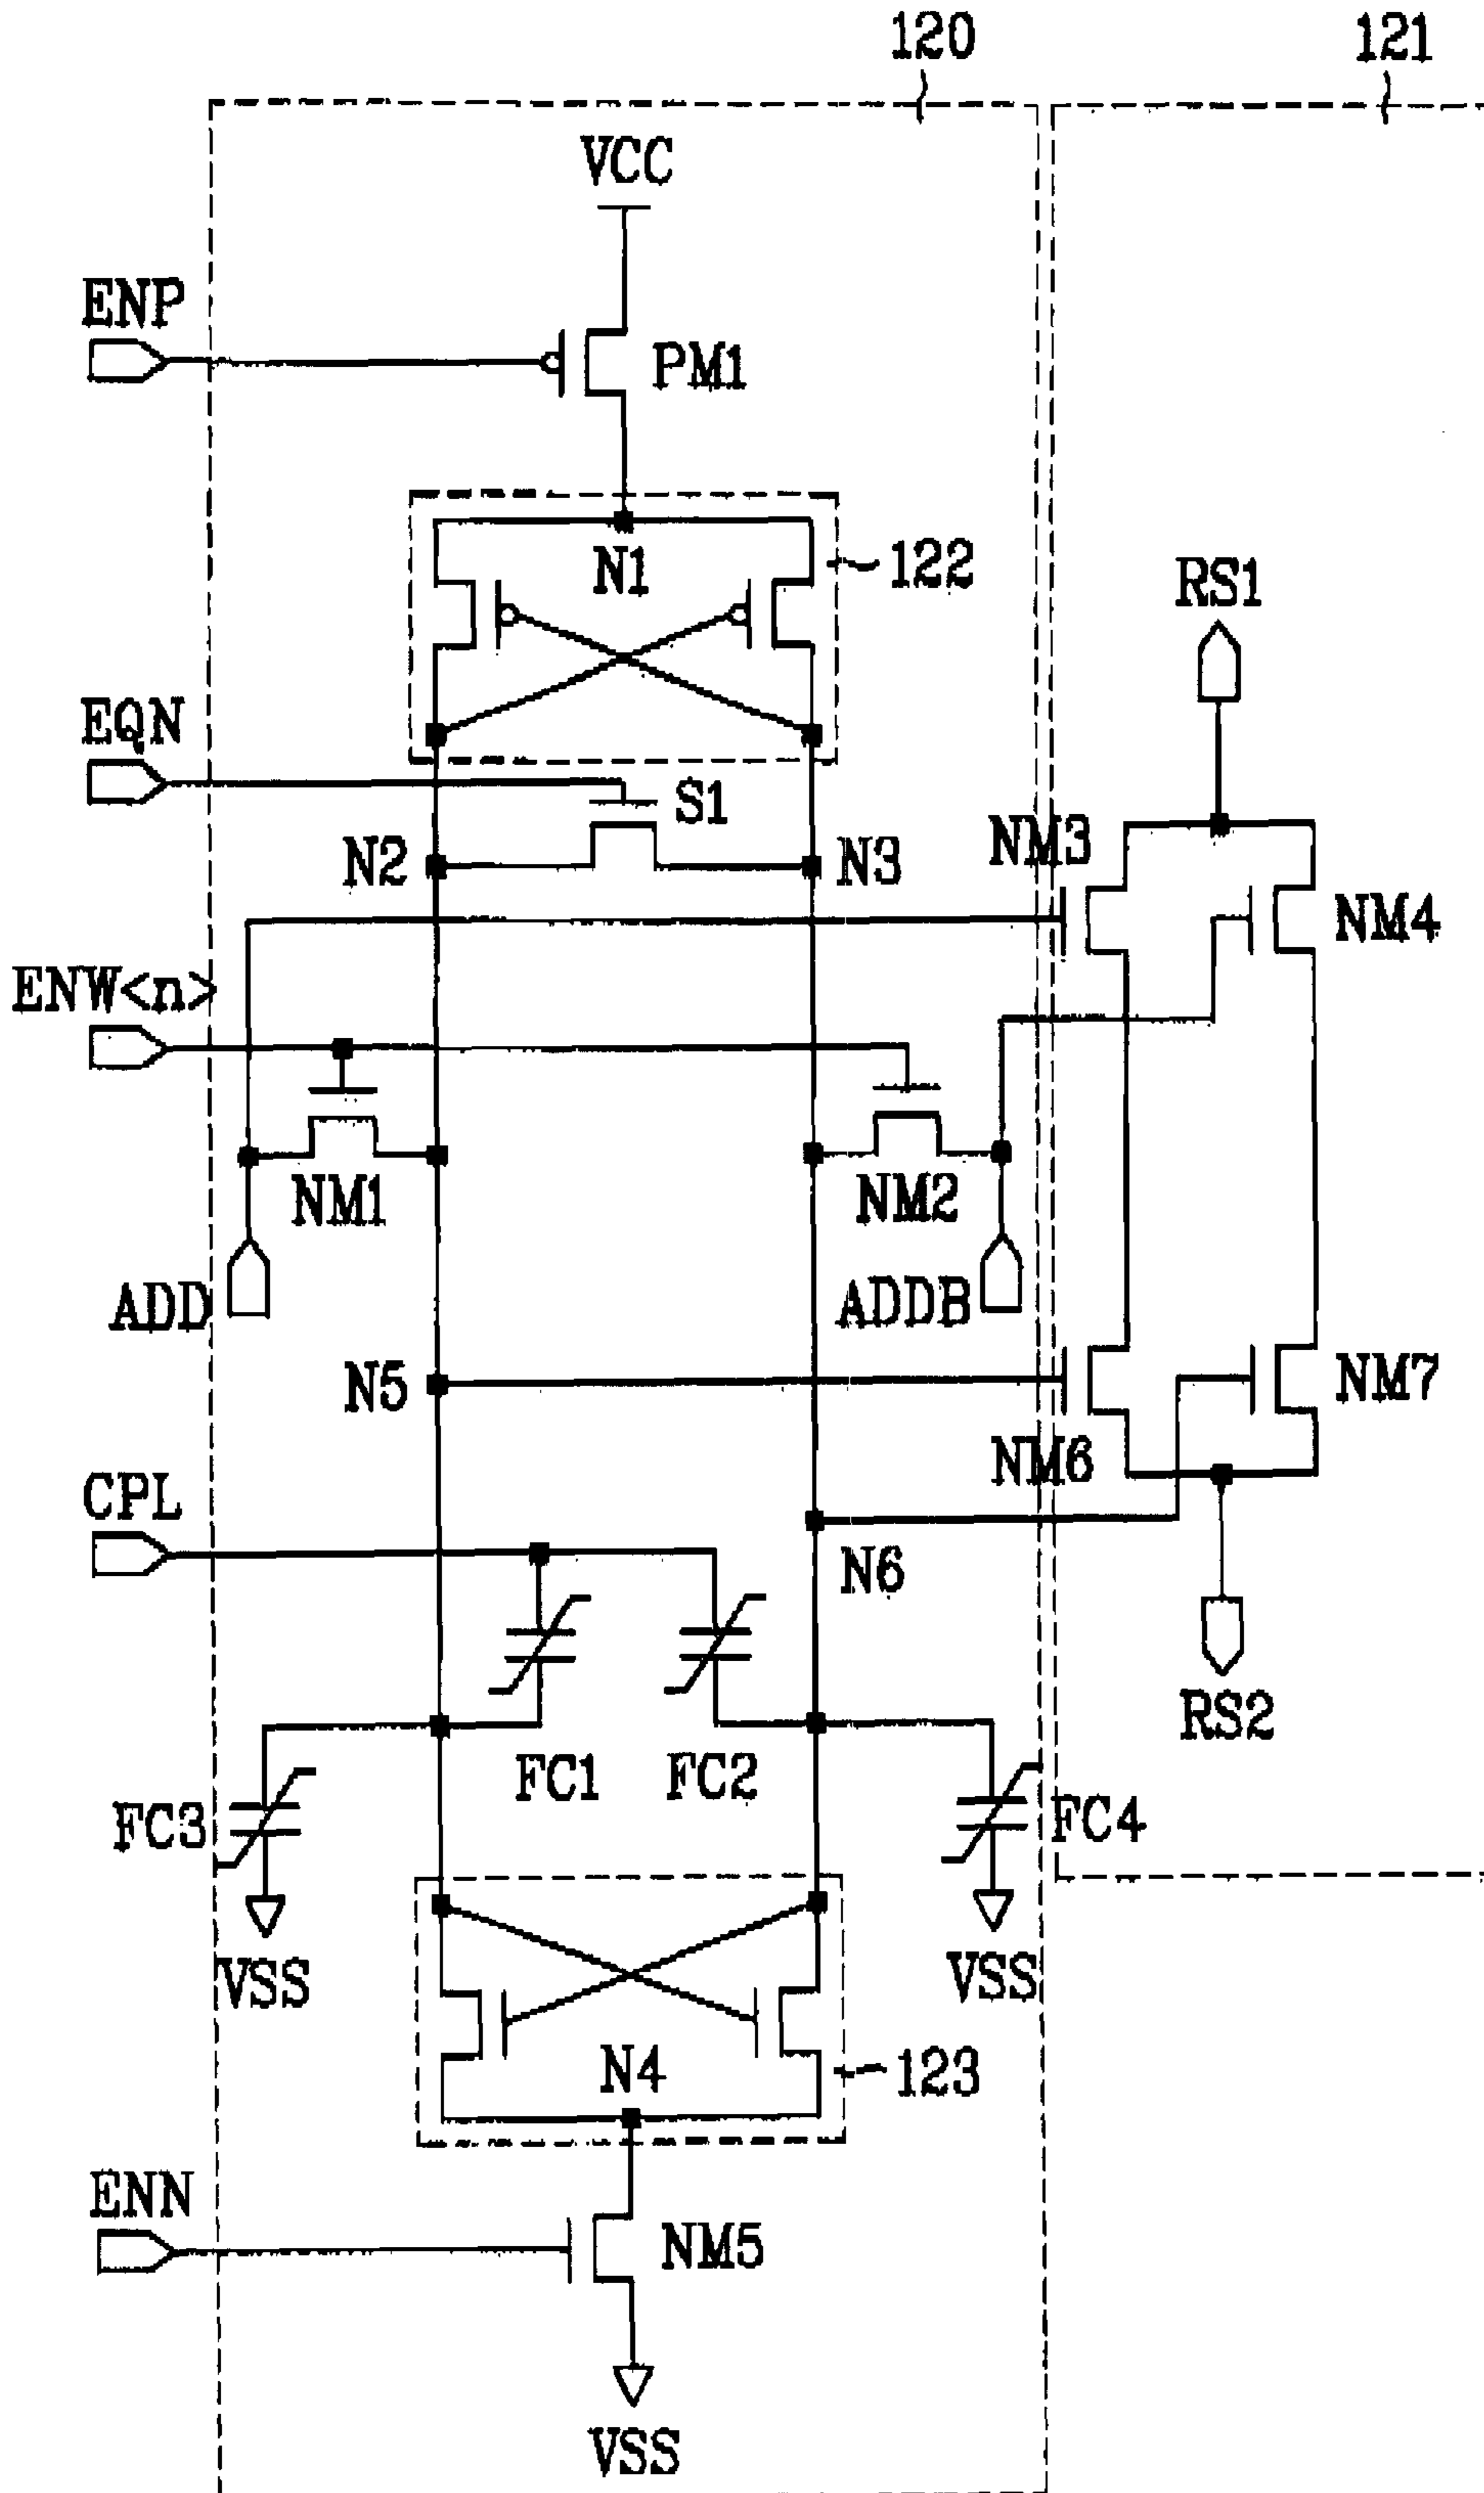 120
121
VCC
ENP
PM1
N1
122
RS1
EQN
S1
N2
N3
NM3
NM4
ENW<n>
NM1
NM2
ADD
ADDB
N5
NM6
NM7
CPL
N6
RS2
FC1
FC2
FC3
FC4
VSS
VSS
N4
123
ENN
NM5
VSS